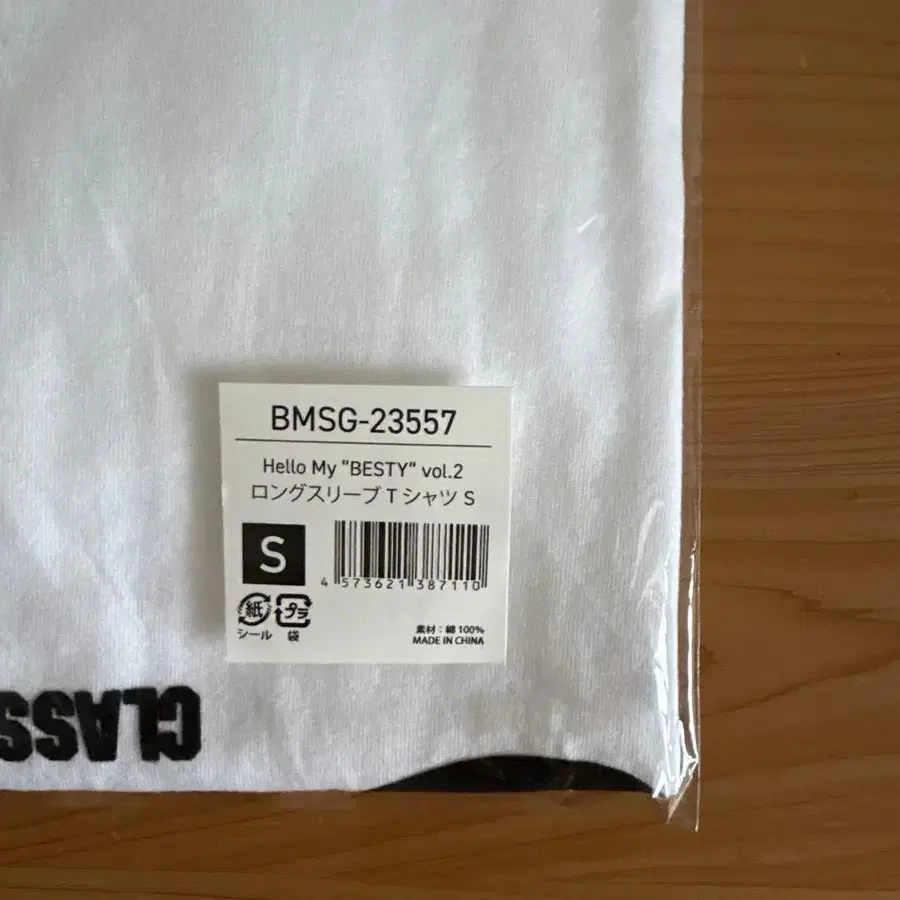 BMSG-23557
Hello My "BESTY" vol.2
ロングスリーブTシャツ S
S
4 573621 387110
紙 プラ
シール 袋
素材：綿 100%
MADE IN CHINA
CLASS